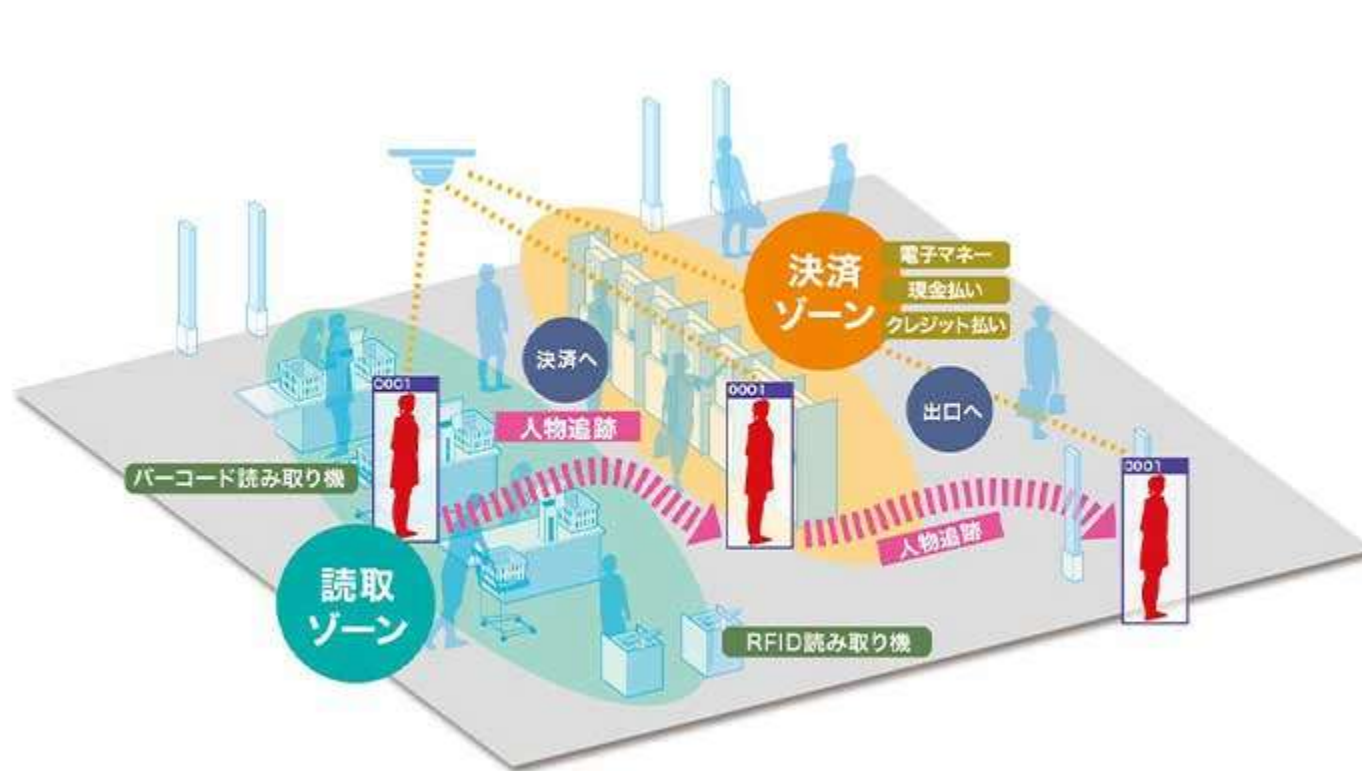 決済
ゾーン
電子マネー
現金払い
クレジット払い
決済へ
0001
人物追跡
0001
出口へ
0001
バーコード読み取り機
人物追跡
読取
ゾーン
RFID読み取り機